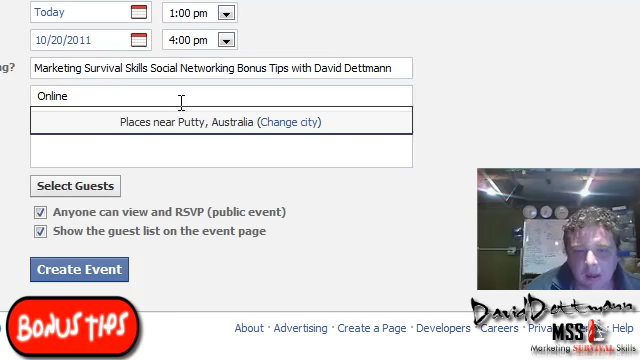 Today 1:00 pm
10/20/2011 4:00 pm
ng? Marketing Survival Skills Social Networking Bonus Tips with David Dettmann
Online
Places near Putty, Australia (Change city)
Select Guests
Anyone can view and RSVP (public event)
Show the guest list on the event page
Create Event
BONUS TIPS
David Dettmann
About · Advertising · Create a Page · Developers · Careers · Priva · Help
MSS
Marketing SURVIVAL Skills